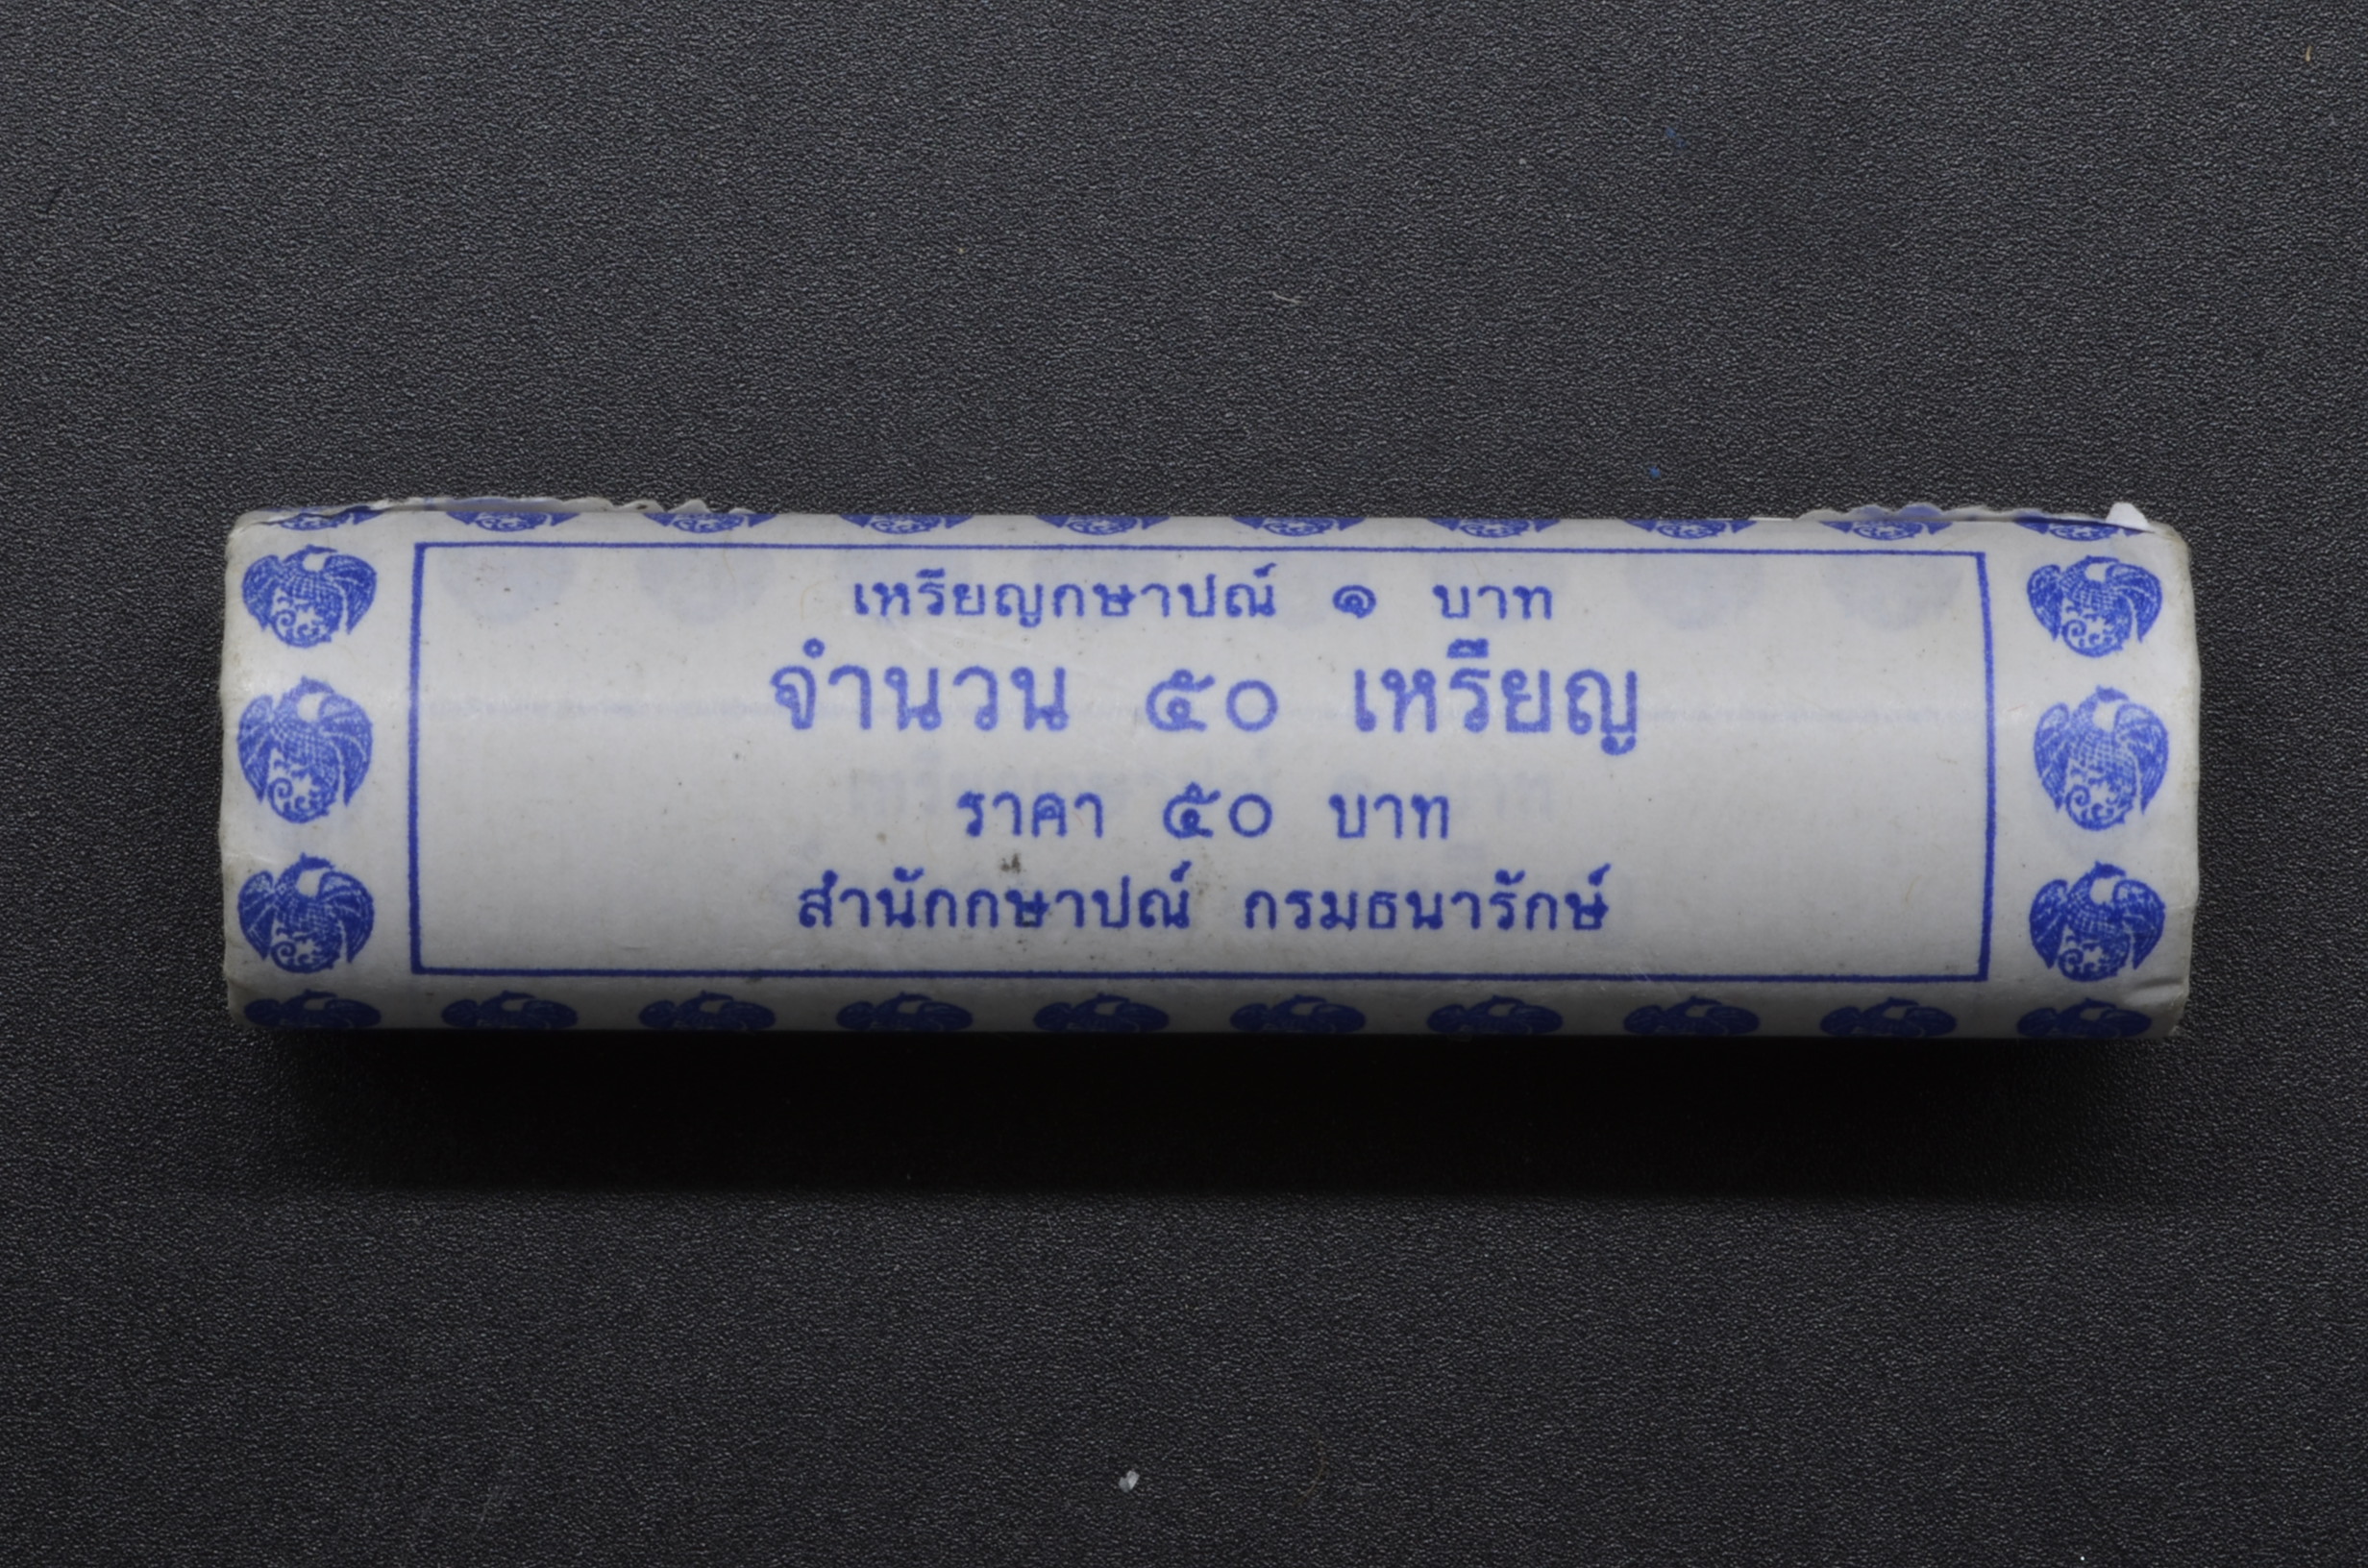 เหรียญกษาปณ์ ๑ บาท
จำนวน ๕๐ เหรียญ
ราคา ๕๐ บาท
สำนักกษาปณ์ กรมธนารักษ์